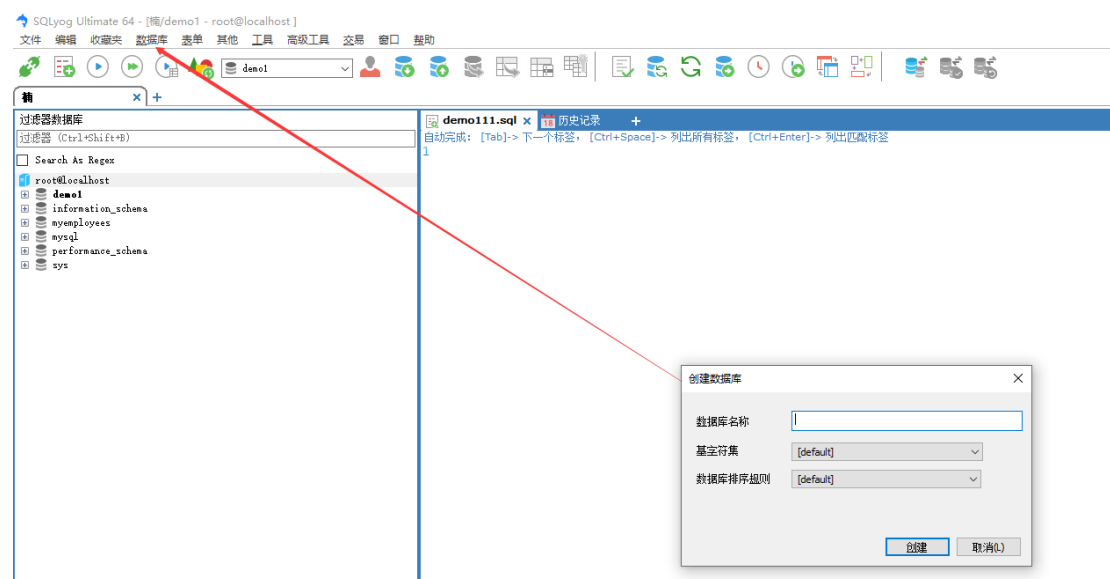 SQLyog Ultimate 64 - [楠/demo1 - root@localhost ]
文件 编辑 收藏夹 数据库 表单 其他 工具 高级工具 交易 窗口 帮助
demo1
楠
过滤器数据库
过滤器 (Ctrl+Shift+B)
Search As Regex
root@localhost
demo1
information_schema
myemployees
mysql
performance_schema
sys
demo111.sql 历史记录
自动完成: [Tab]-> 下一个标签， [Ctrl+Space]-> 列出所有标签， [Ctrl+Enter]-> 列出匹配标签
1
创建数据库
数据库名称
基字符集 [default]
数据库排序规则 [default]
创建 取消(L)